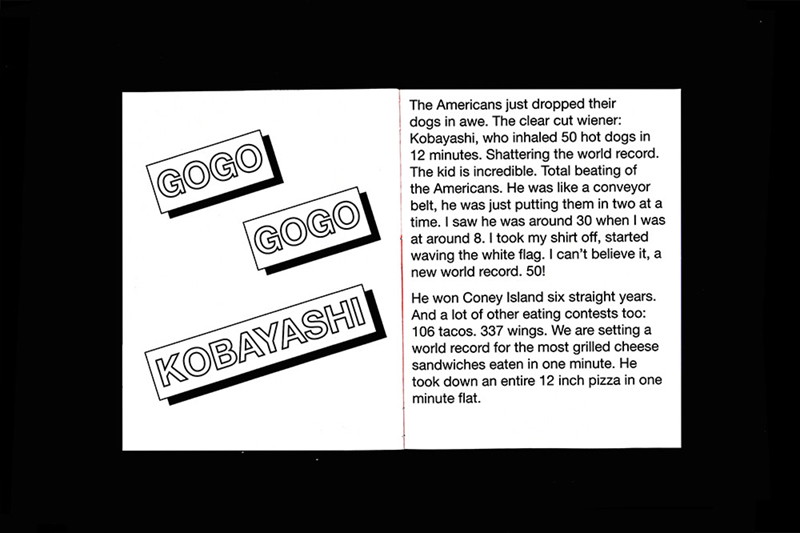 GOGO
GOGO
KOBAYASHI
The Americans just dropped their
dogs in awe. The clear cut wiener:
Kobayashi, who inhaled 50 hot dogs in
12 minutes. Shattering the world record.
The kid is incredible. Total beating of
the Americans. He was like a conveyor
belt, he was just putting them in two at a
time. I saw he was around 30 when I was
at around 8. I took my shirt off, started
waving the white flag. I can't believe it, a
new world record. 50!
He won Coney Island six straight years.
And a lot of other eating contests too:
106 tacos. 337 wings. We are setting a
world record for the most grilled cheese
sandwiches eaten in one minute. He
took down an entire 12 inch pizza in one
minute flat.